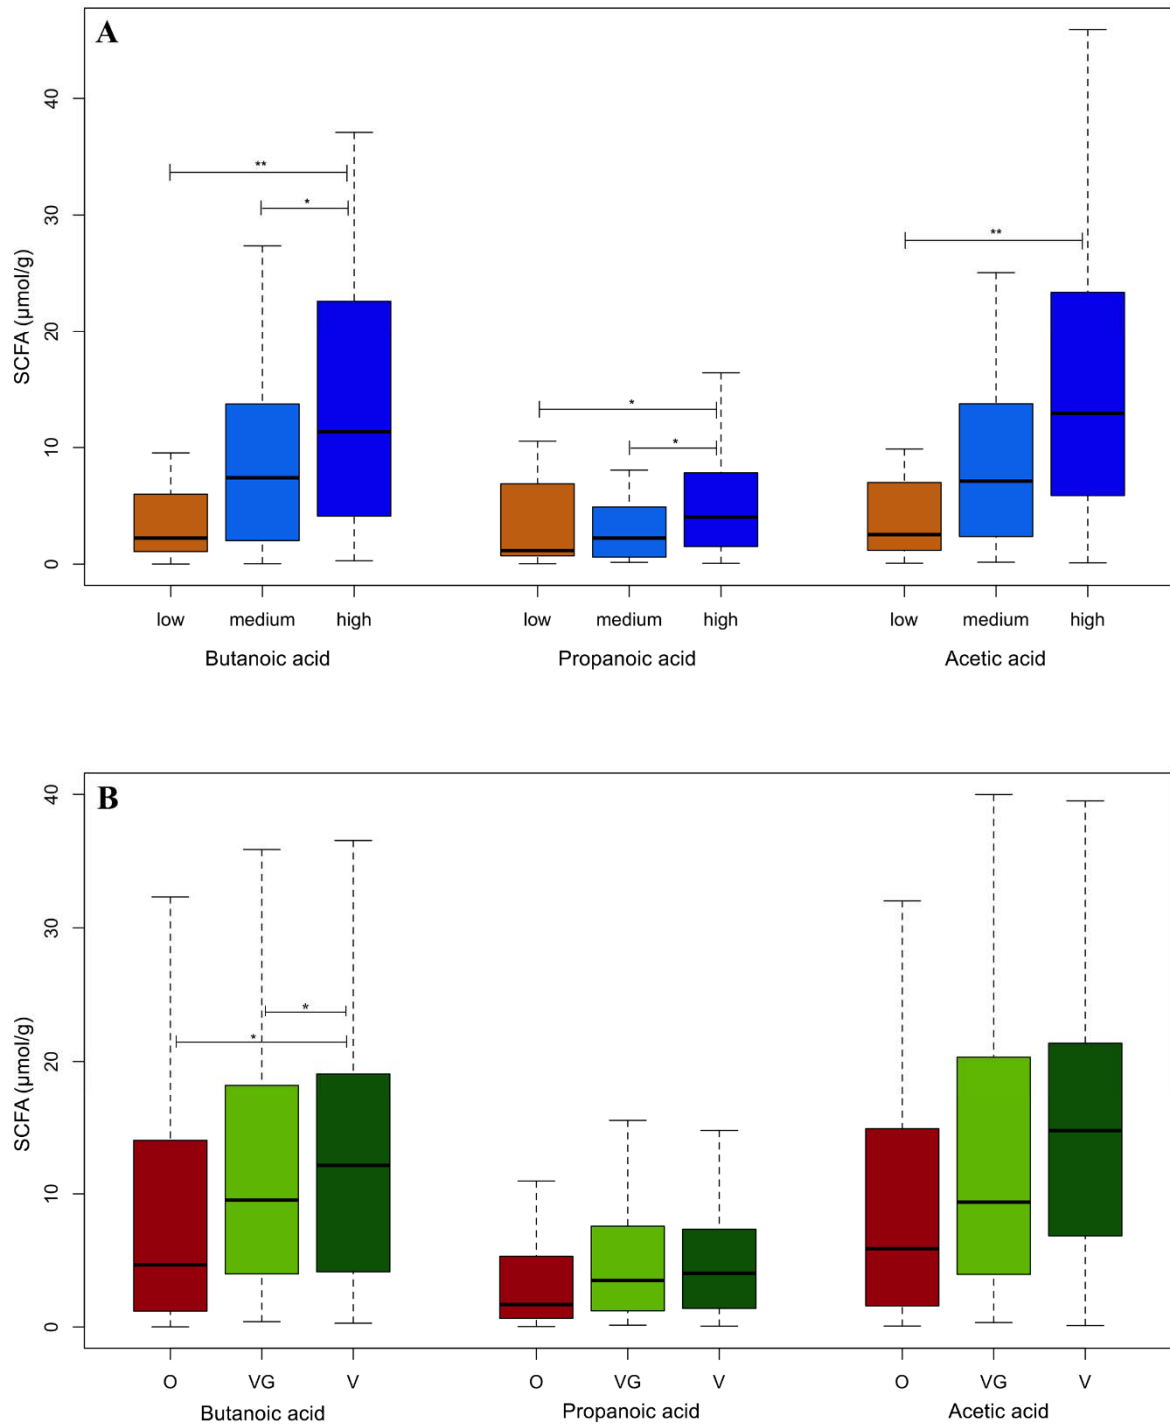 A
SCFA (µmol/g)
40
30
20
10
0
**
*
*
*
**
low medium high low medium high low medium high
Butanoic acid Propanoic acid Acetic acid
B
SCFA (µmol/g)
40
30
20
10
0
*
*
O VG V O VG V O VG V
Butanoic acid Propanoic acid Acetic acid